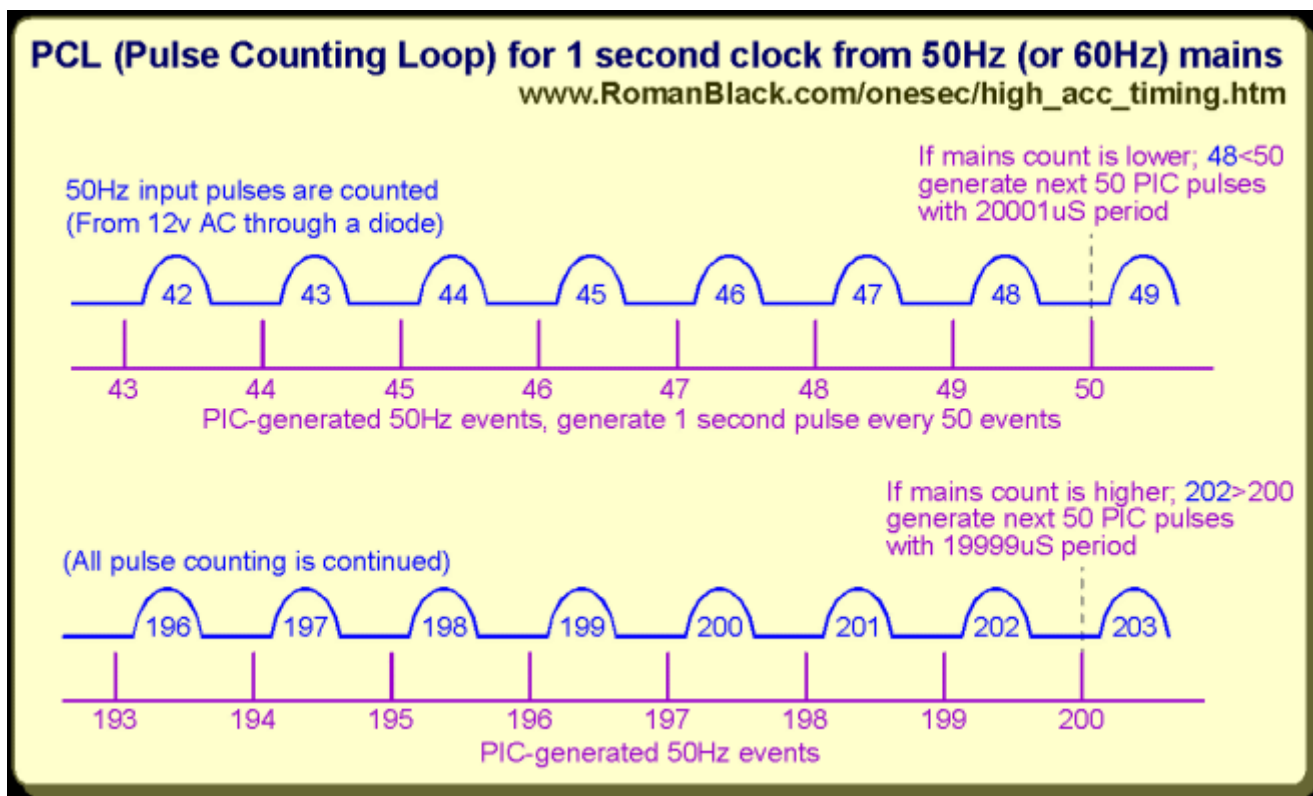 PCL (Pulse Counting Loop) for 1 second clock from 50Hz (or 60Hz) mains
www.RomanBlack.com/onesec/high_acc_timing.htm
If mains count is lower; 48<50
generate next 50 PIC pulses
with 20001uS period
50Hz input pulses are counted
(From 12v AC through a diode)
42 43 44 45 46 47 48 49
43 44 45 46 47 48 49 50
PIC-generated 50Hz events, generate 1 second pulse every 50 events
If mains count is higher; 202>200
generate next 50 PIC pulses
with 19999uS period
(All pulse counting is continued)
196 197 198 199 200 201 202 203
193 194 195 196 197 198 199 200
PIC-generated 50Hz events